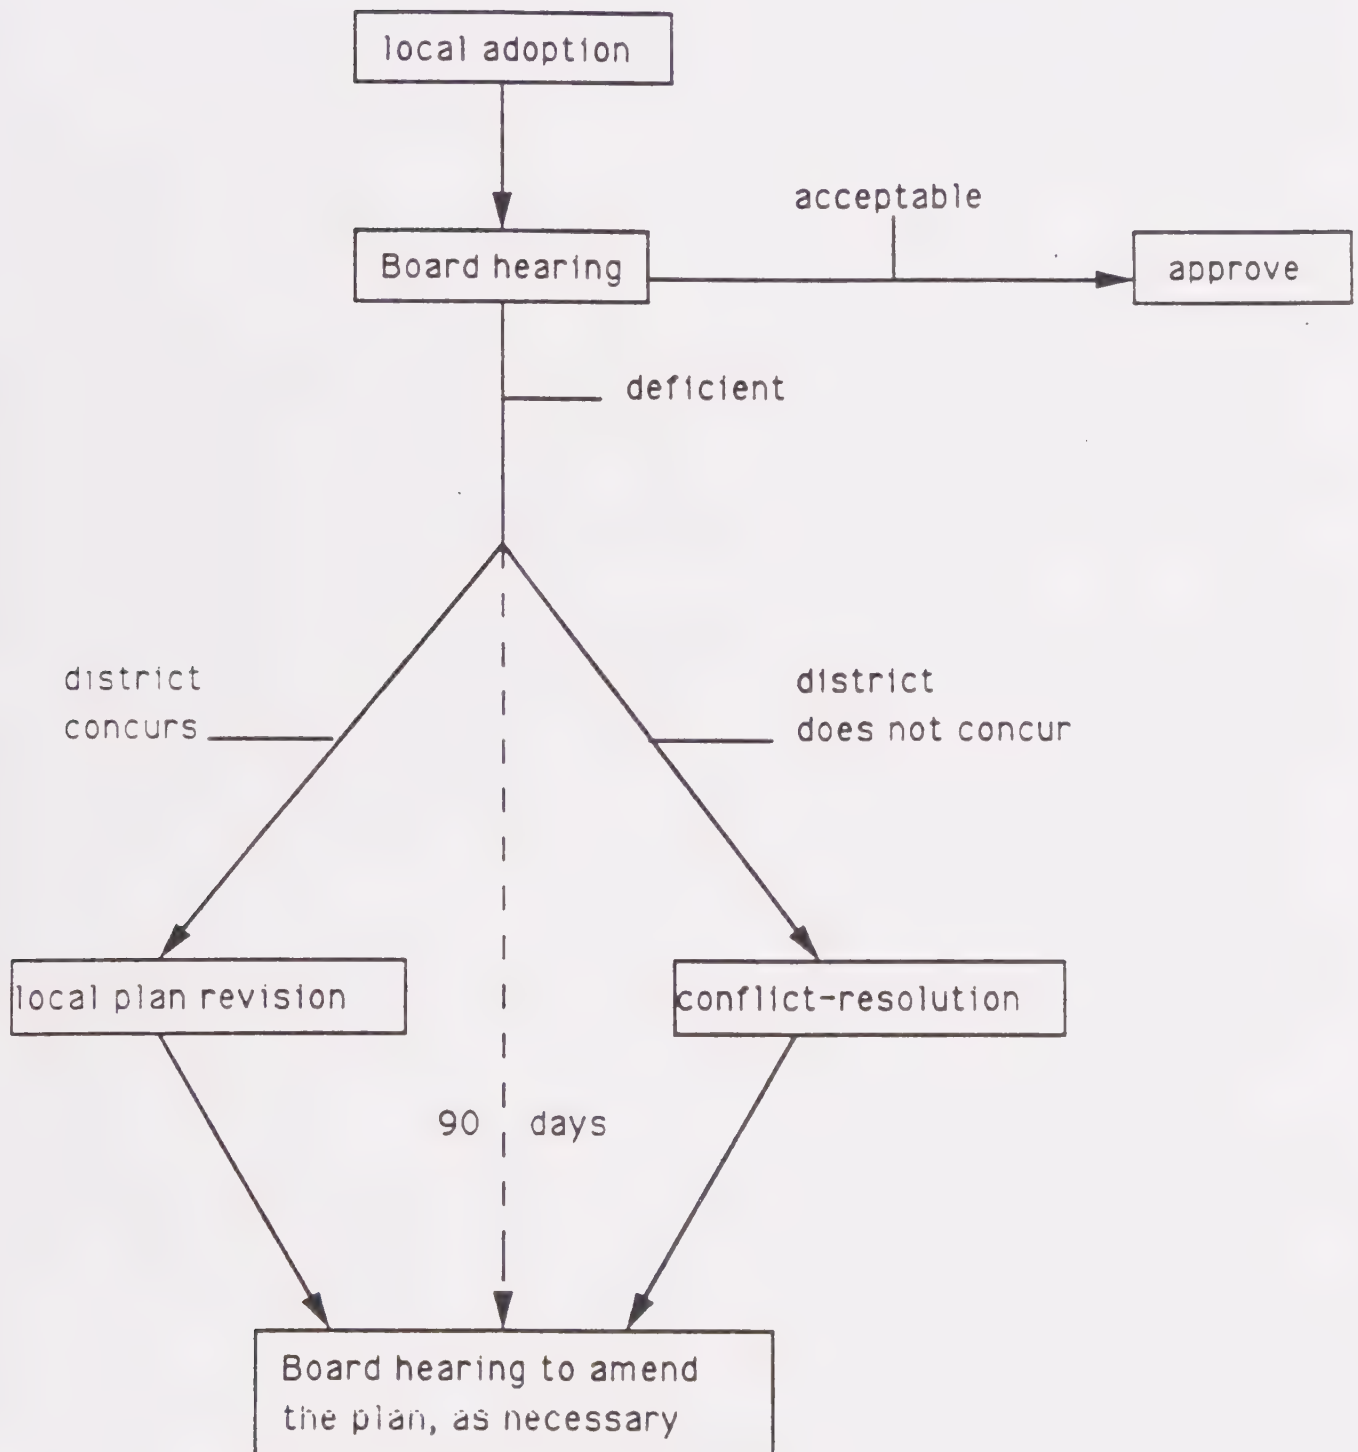 local adoption
acceptable
Board hearing
approve
deficient
district
concurs
district
does not concur
local plan revision
conflict-resolution
90 days
Board hearing to amend
the plan, as necessary